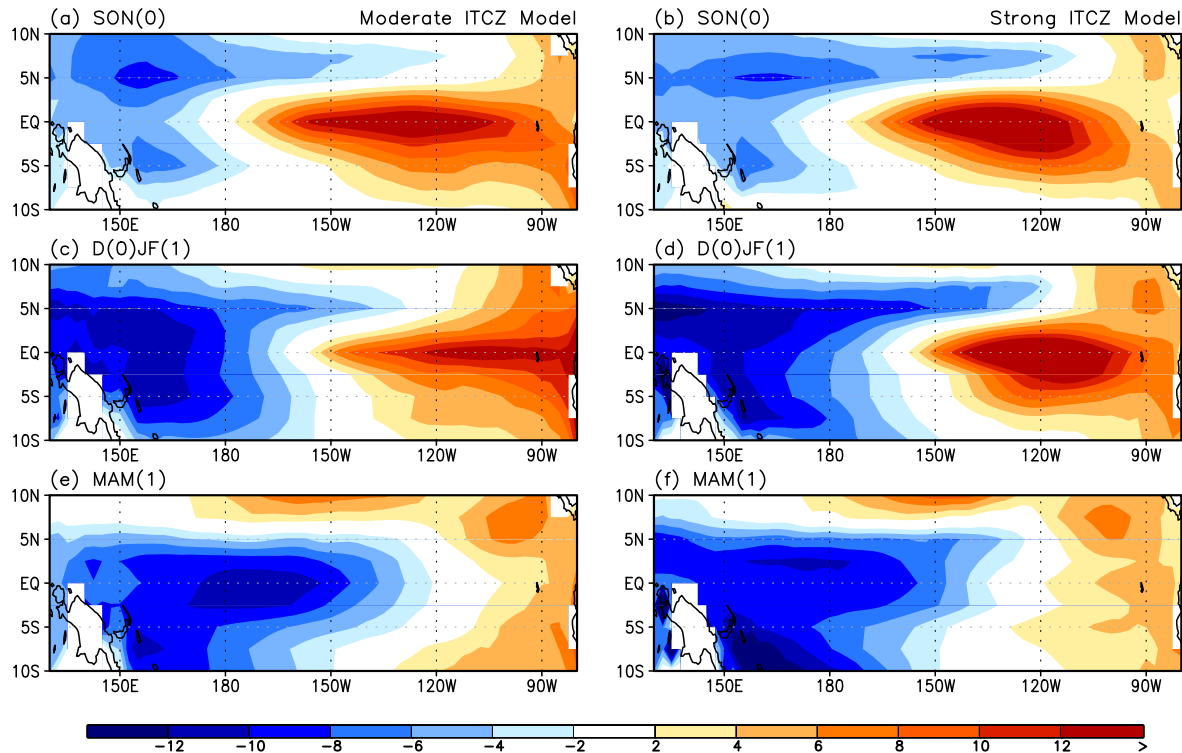 (a) SON(0) Moderate ITCZ Model
(b) SON(0) Strong ITCZ Model
10N
5N
EQ
5S
10S
150E 180 150W 120W 90W
10N
5N
EQ
5S
10S
150E 180 150W 120W 90W
(c) D(0)JF(1)
(d) D(0)JF(1)
10N
5N
EQ
5S
10S
150E 180 150W 120W 90W
10N
5N
EQ
5S
10S
150E 180 150W 120W 90W
(e) MAM(1)
(f) MAM(1)
10N
5N
EQ
5S
10S
150E 180 150W 120W 90W
10N
5N
EQ
5S
10S
150E 180 150W 120W 90W
-12 -10 -8 -6 -4 -2 2 4 6 8 10 12 >